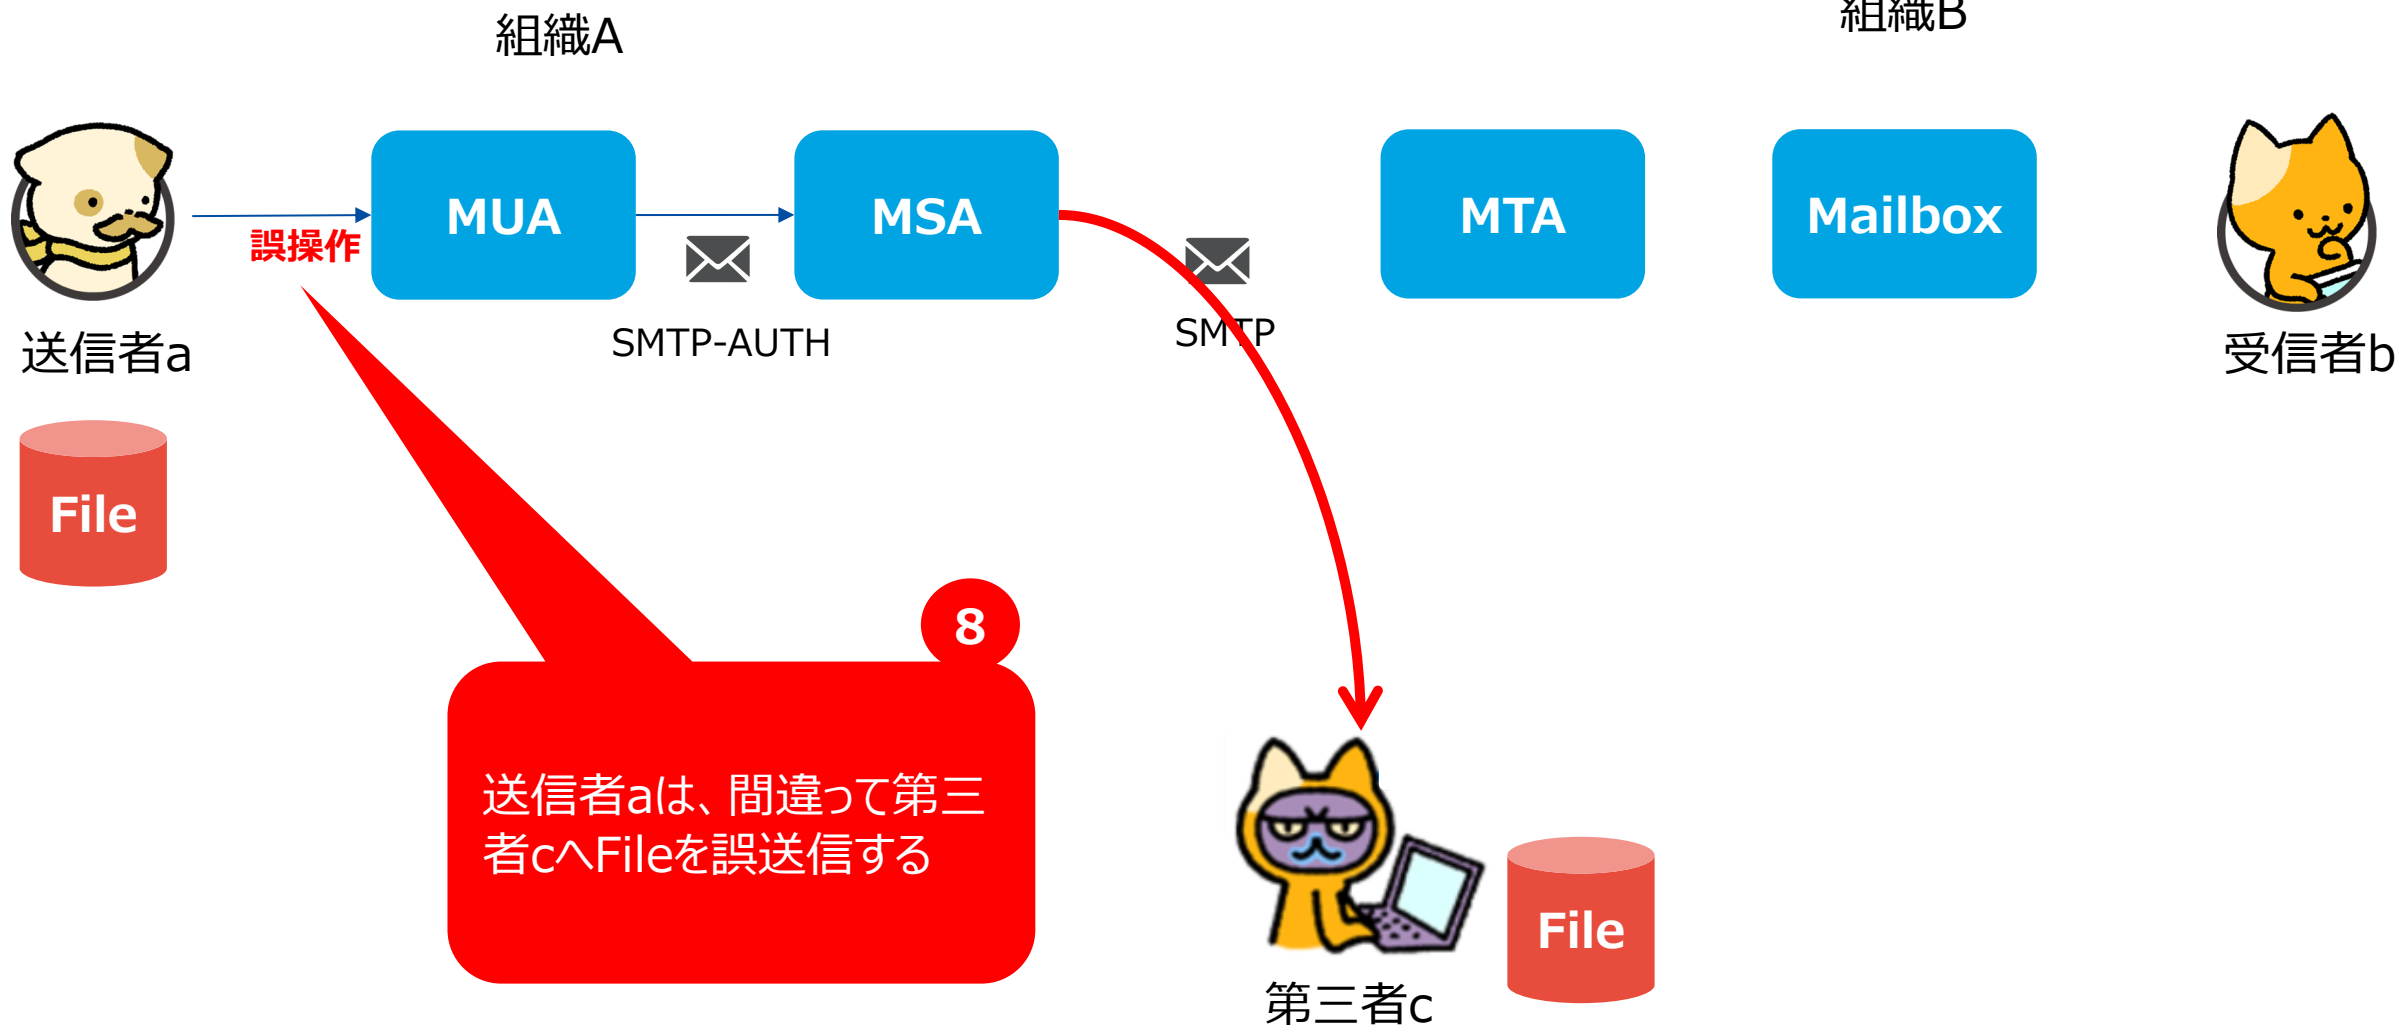 組織A
組織B
MUA
MSA
MTA
Mailbox
誤操作
SMTP-AUTH
SMTP
送信者a
受信者b
File
8
送信者aは、間違って第三
者cへFileを誤送信する
File
第三者c